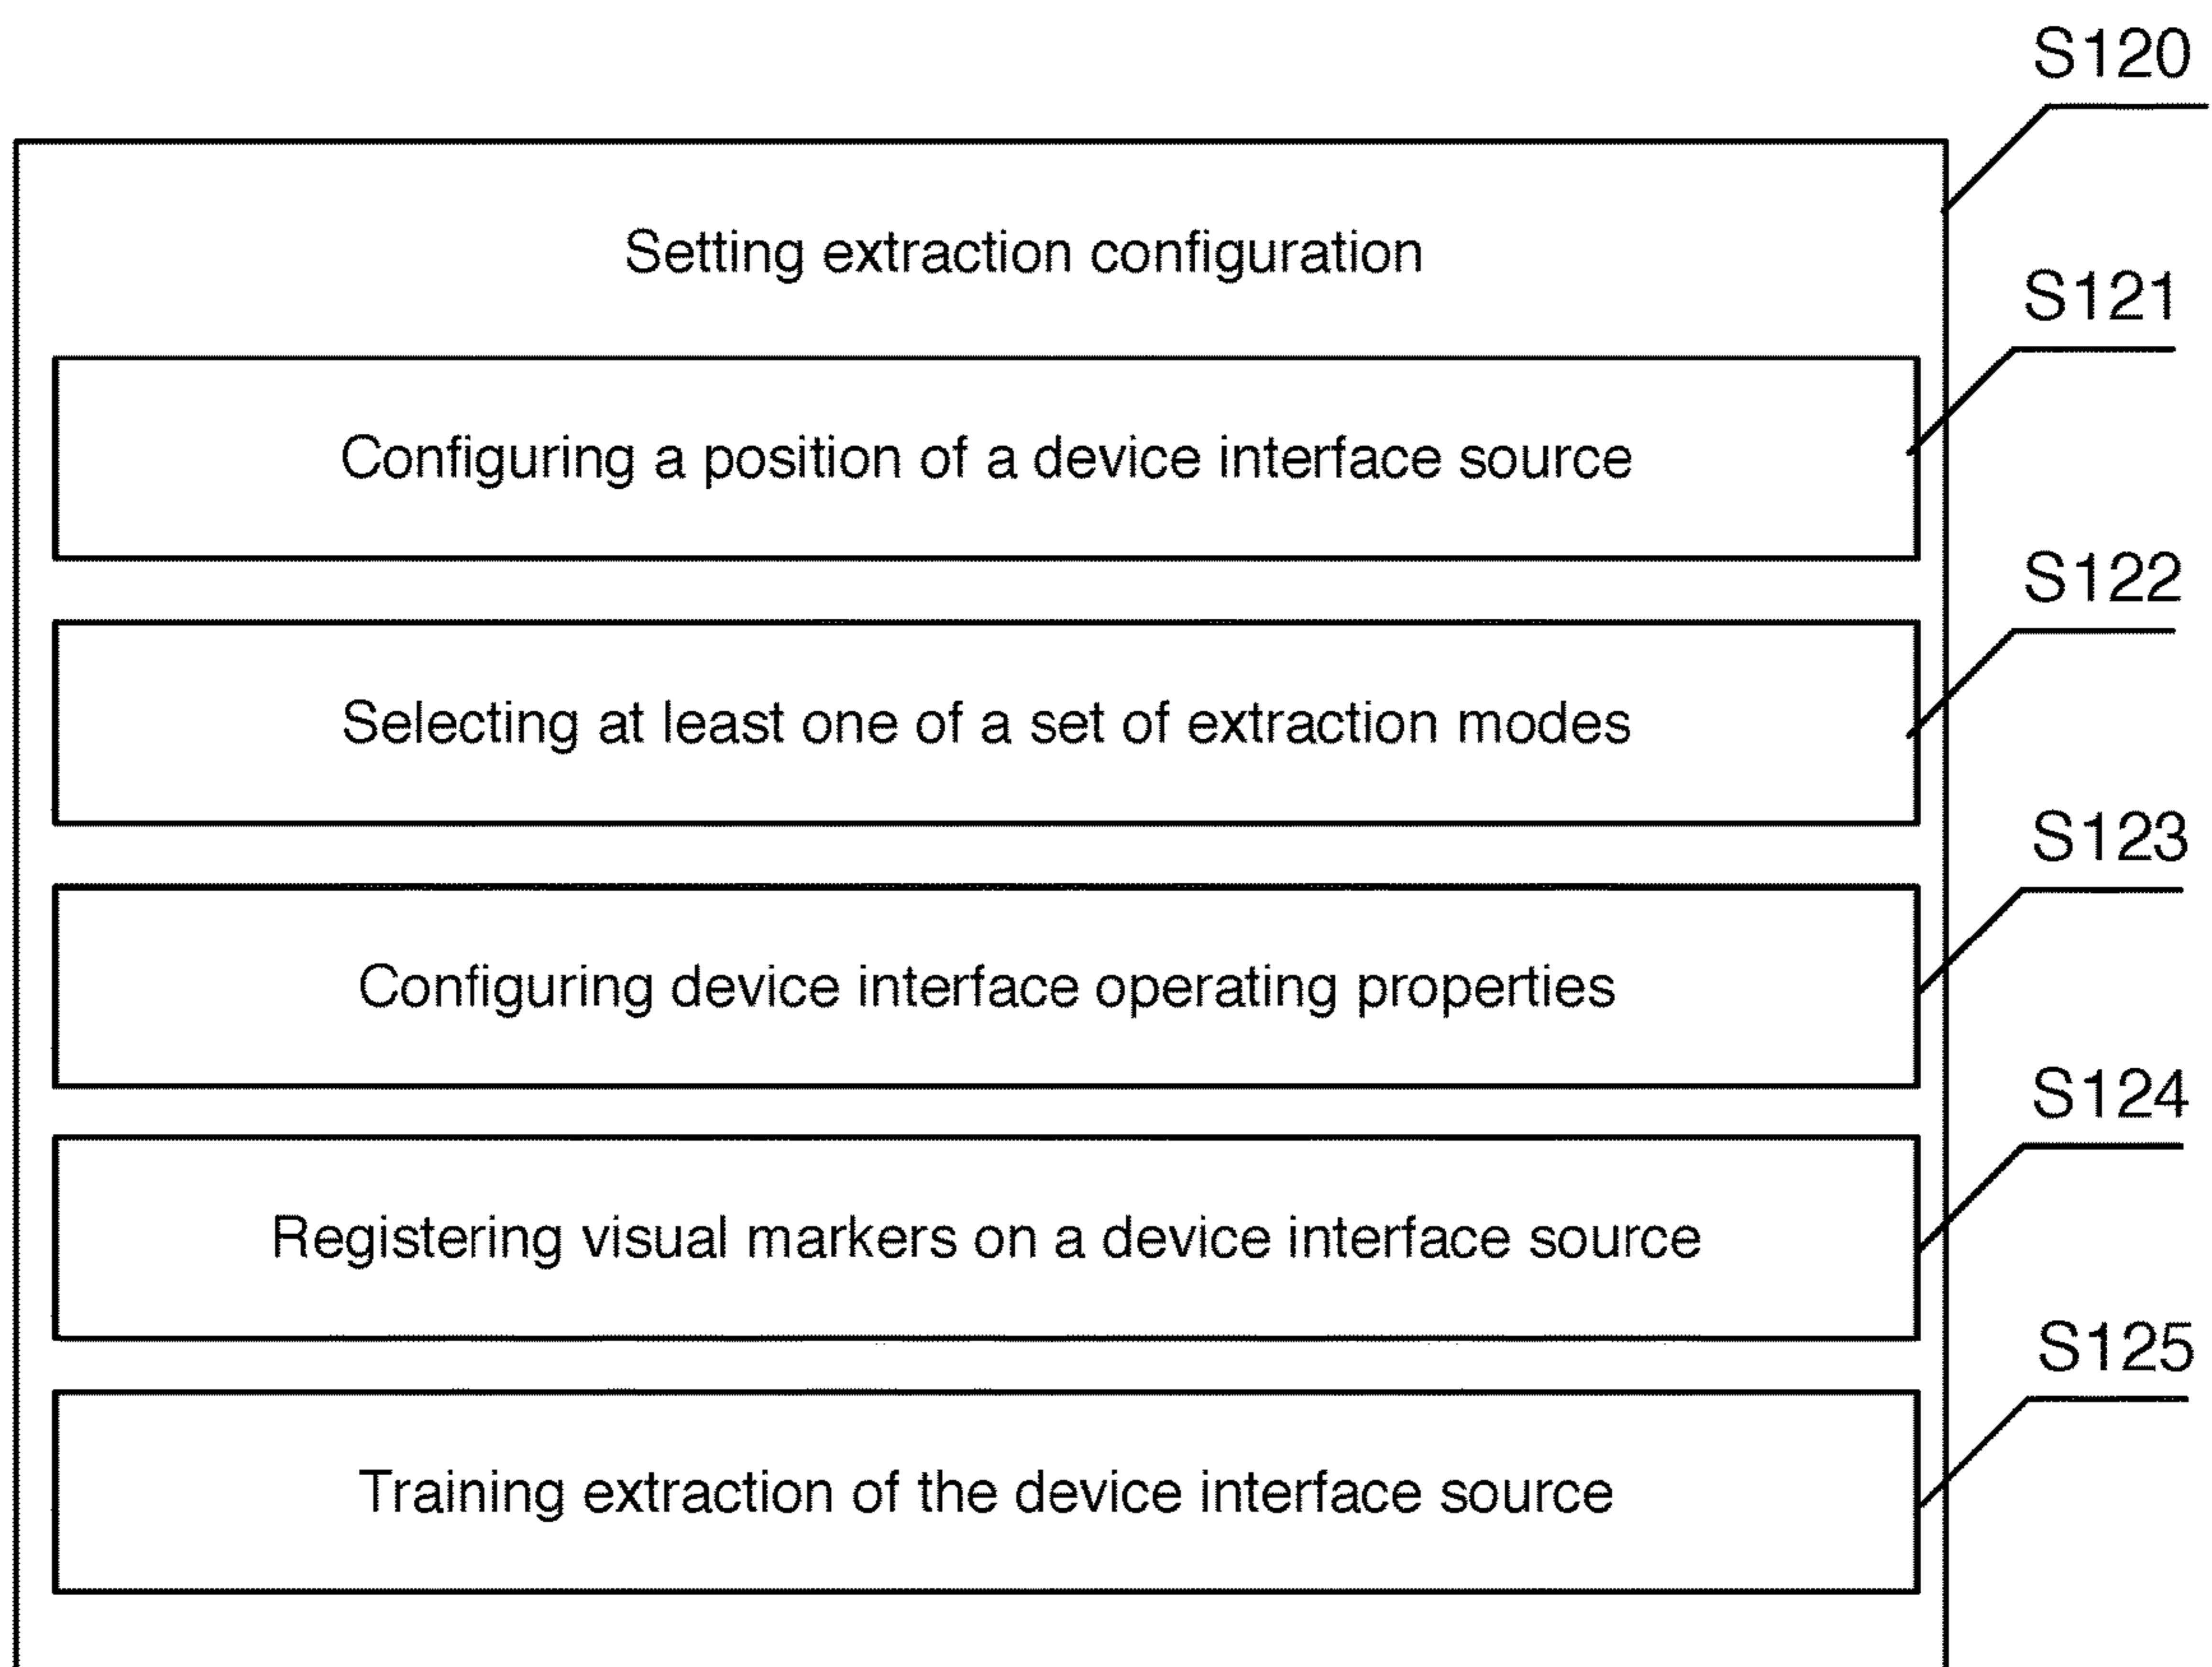 S120
Setting extraction configuration
S121
Configuring a position of a device interface source
S122
Selecting at least one of a set of extraction modes
S123
Configuring device interface operating properties
S124
Registering visual markers on a device interface source
S125
Training extraction of the device interface source